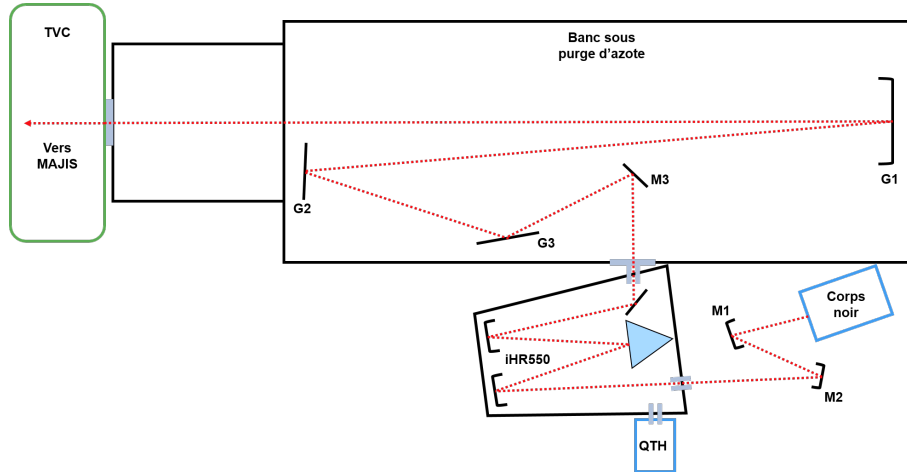 TVC
Banc sous
purge d’azote
Vers
MAJIS
G1
G2
M3
G3
Corps
noir
M1
iHR550
M2
QTH